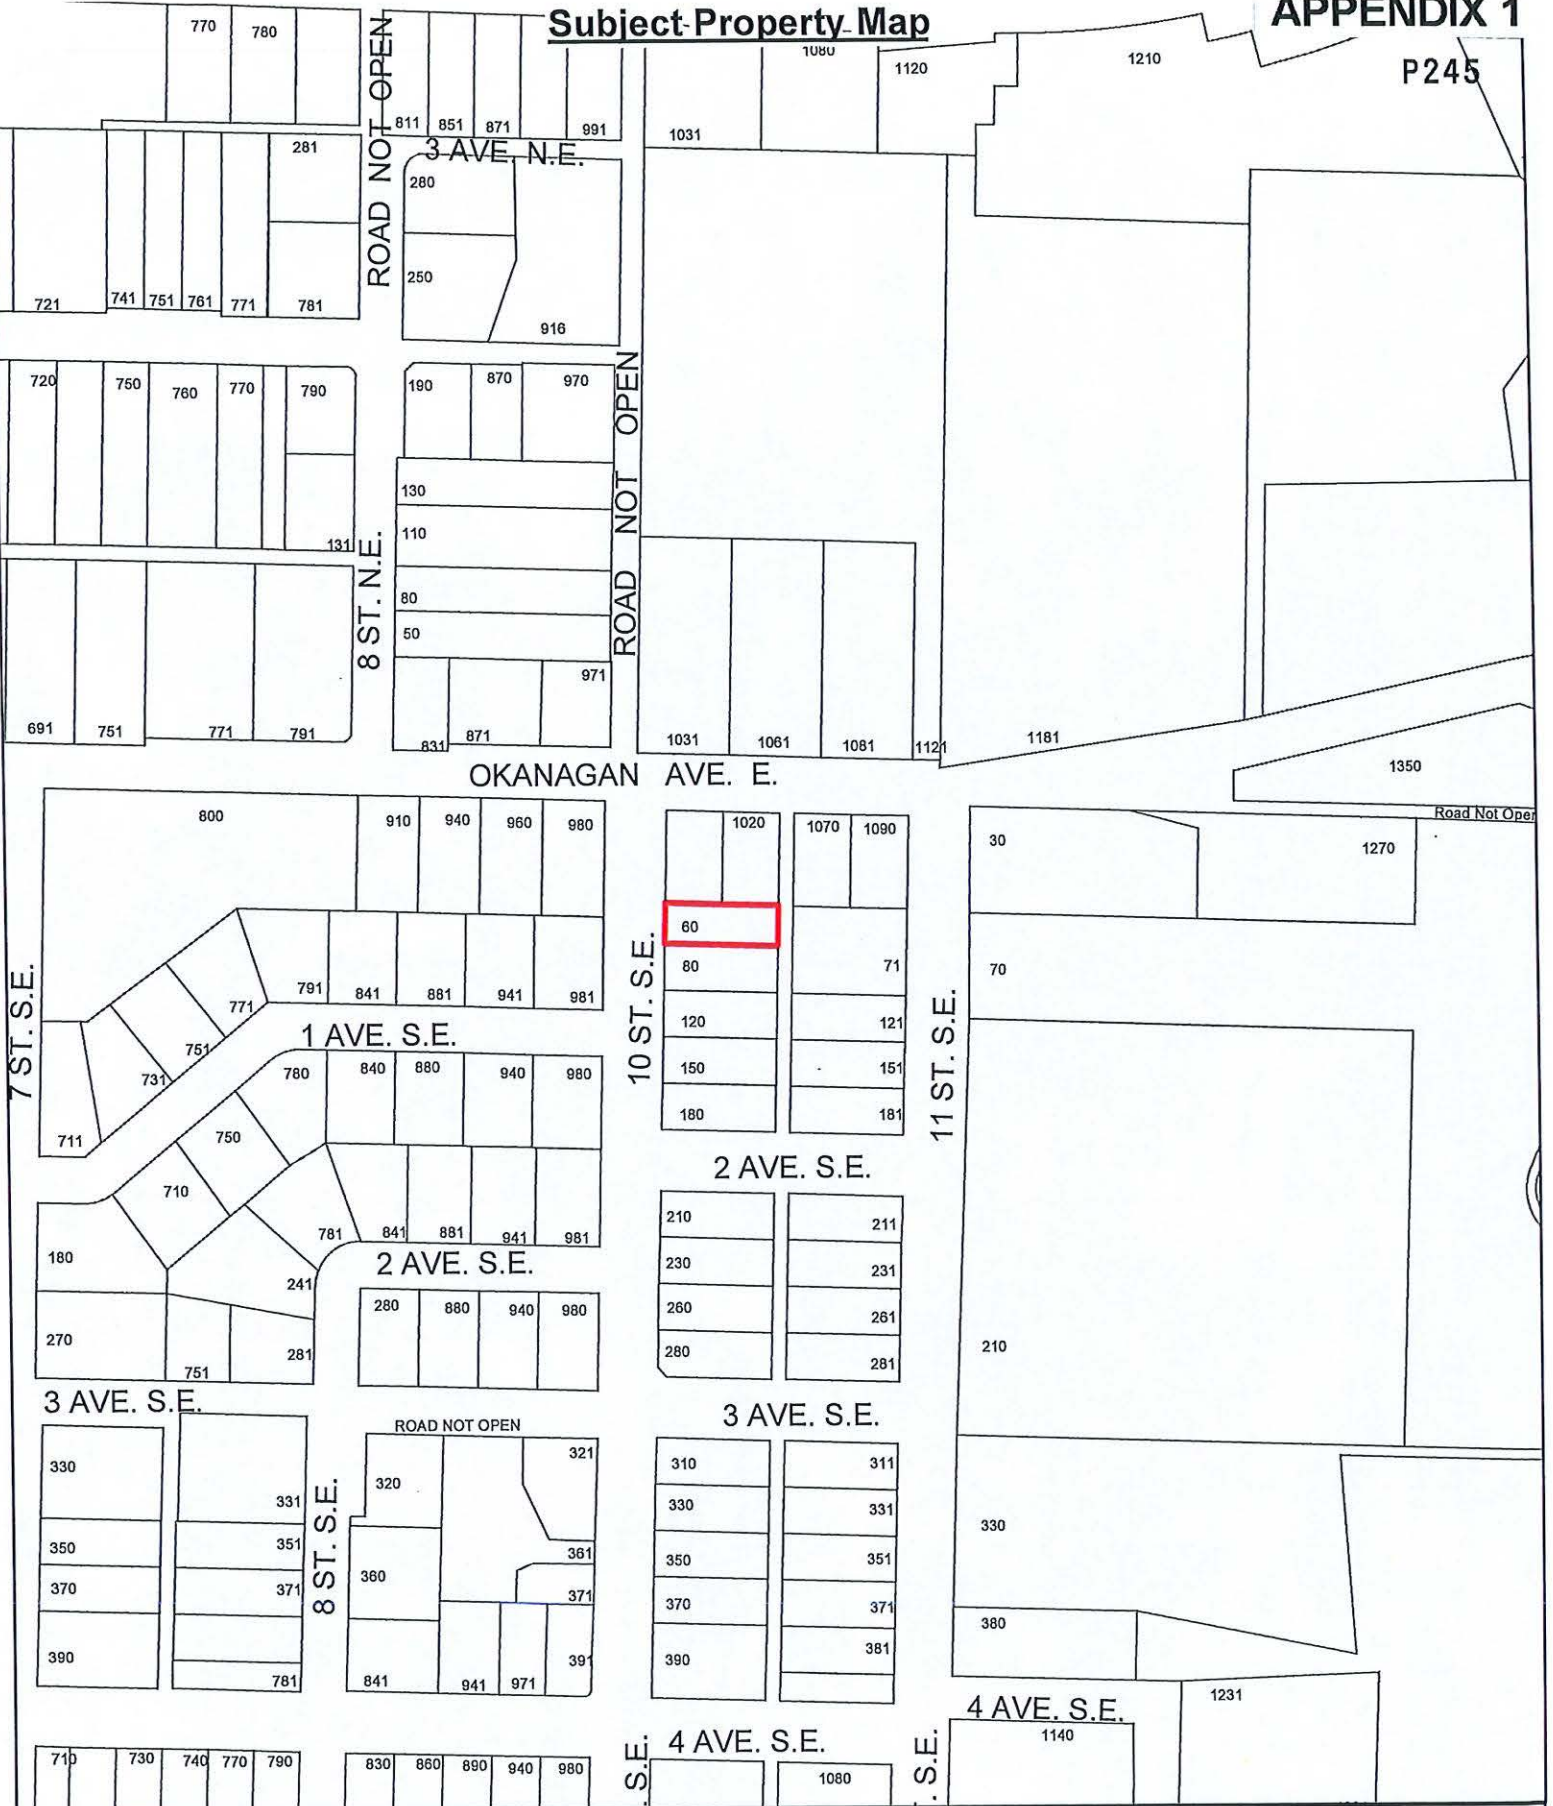 Subject Property Map
APPENDIX 1
P245
770 780
1080
1120
1210
811 851 871 991
1031
3 AVE. N.E.
ROAD NOT OPEN
281
280
250
721
741 751 761 771 781
916
720 750 760 770 790
190 870 970
ROAD NOT OPEN
130
110
131
8 ST. N.E.
80
50
971
691 751 771 791
831 871
1031 1061 1081 1121
1181
1350
OKANAGAN AVE. E.
Road Not Open
800
910 940 960 980
1020
1070 1090
30
1270
60
80
71
70
7 ST. S.E.
10 ST. S.E.
11 ST. S.E.
771
791 841 881 941 981
751
731
711
1 AVE. S.E.
120
121
150
151
180
181
780 840 880 940 980
750
710
2 AVE. S.E.
180
781 841 881 941 981
241
2 AVE. S.E.
210
211
230
231
260
261
280
281
210
280 880 940 980
270
751
281
3 AVE. S.E.
3 AVE. S.E.
ROAD NOT OPEN
330
331
350
351
370
371
390
781
8 ST. S.E.
320
321
360
361
371
841 941 971 391
310
311
330
331
350
351
370
371
390
381
330
380
4 AVE. S.E.
1231
1140
4 AVE. S.E.
S.E.
. S.E.
710 730 740 770 790
830 860 890 940 980
1080